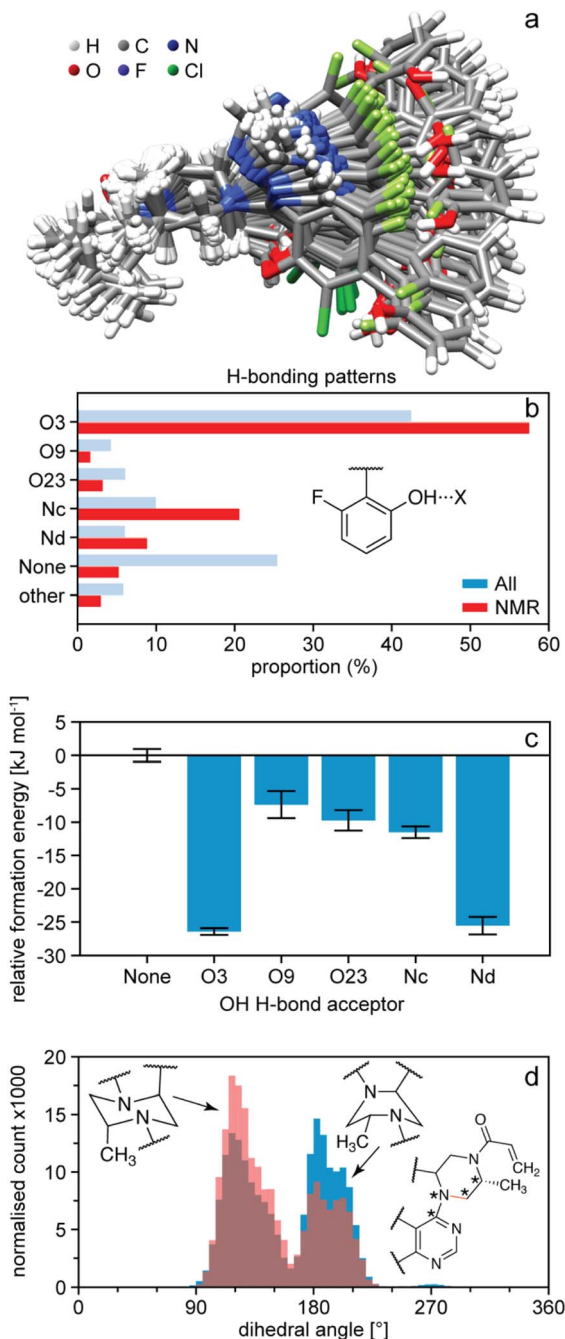 a
H C N
O F Cl
H-bonding patterns
b
O3
O9
O23
Nc
Nd
None
other
F
OH···X
All
NMR
0 10 20 30 40 50 60
proportion (%)
c
relative formation energy [kJ mol⁻¹]
5
0
-5
-10
-15
-20
-25
-30
None O3 O9 O23 Nc Nd
OH H-bond acceptor
d
normalised count x1000
20
15
10
5
0
N
N
CH₃
N
N
H₃C
O
N
CH₂
*
CH₃
*
N
*
*
N
N
0 90 180 270 360
dihedral angle [°]